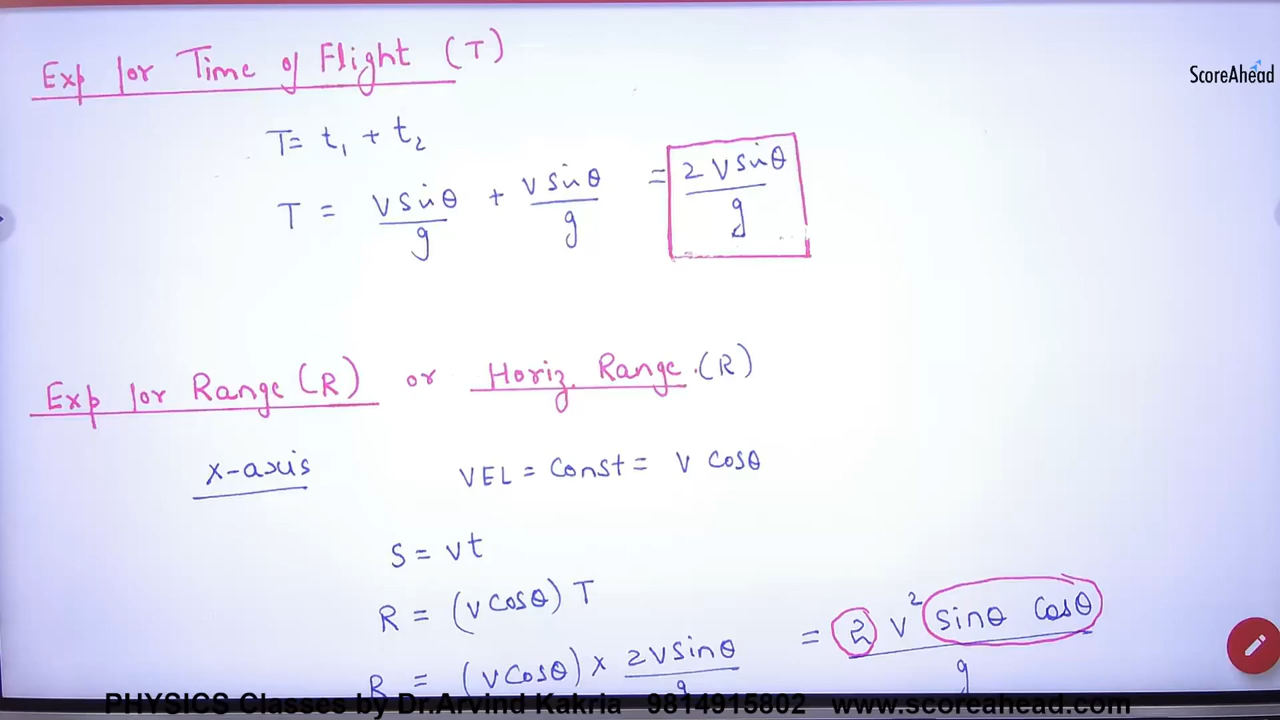 Exp for Time of Flight (T)
ScoreAhead
T = t₁ + t₂
T = V sinθ/g + V sinθ/g = 2 V sinθ/g
Exp for Range (R) or Horiz. Range. (R)
x-axis VEL = Const = V Cosθ
S = vt
R = (V Cosθ) T
R = (V Cosθ) × 2V sinθ/g = 2 V² sinθ Cosθ/g
PHYSICS Classes by Dr.Arvind Kakria 9814915802 www.scoreahead.com